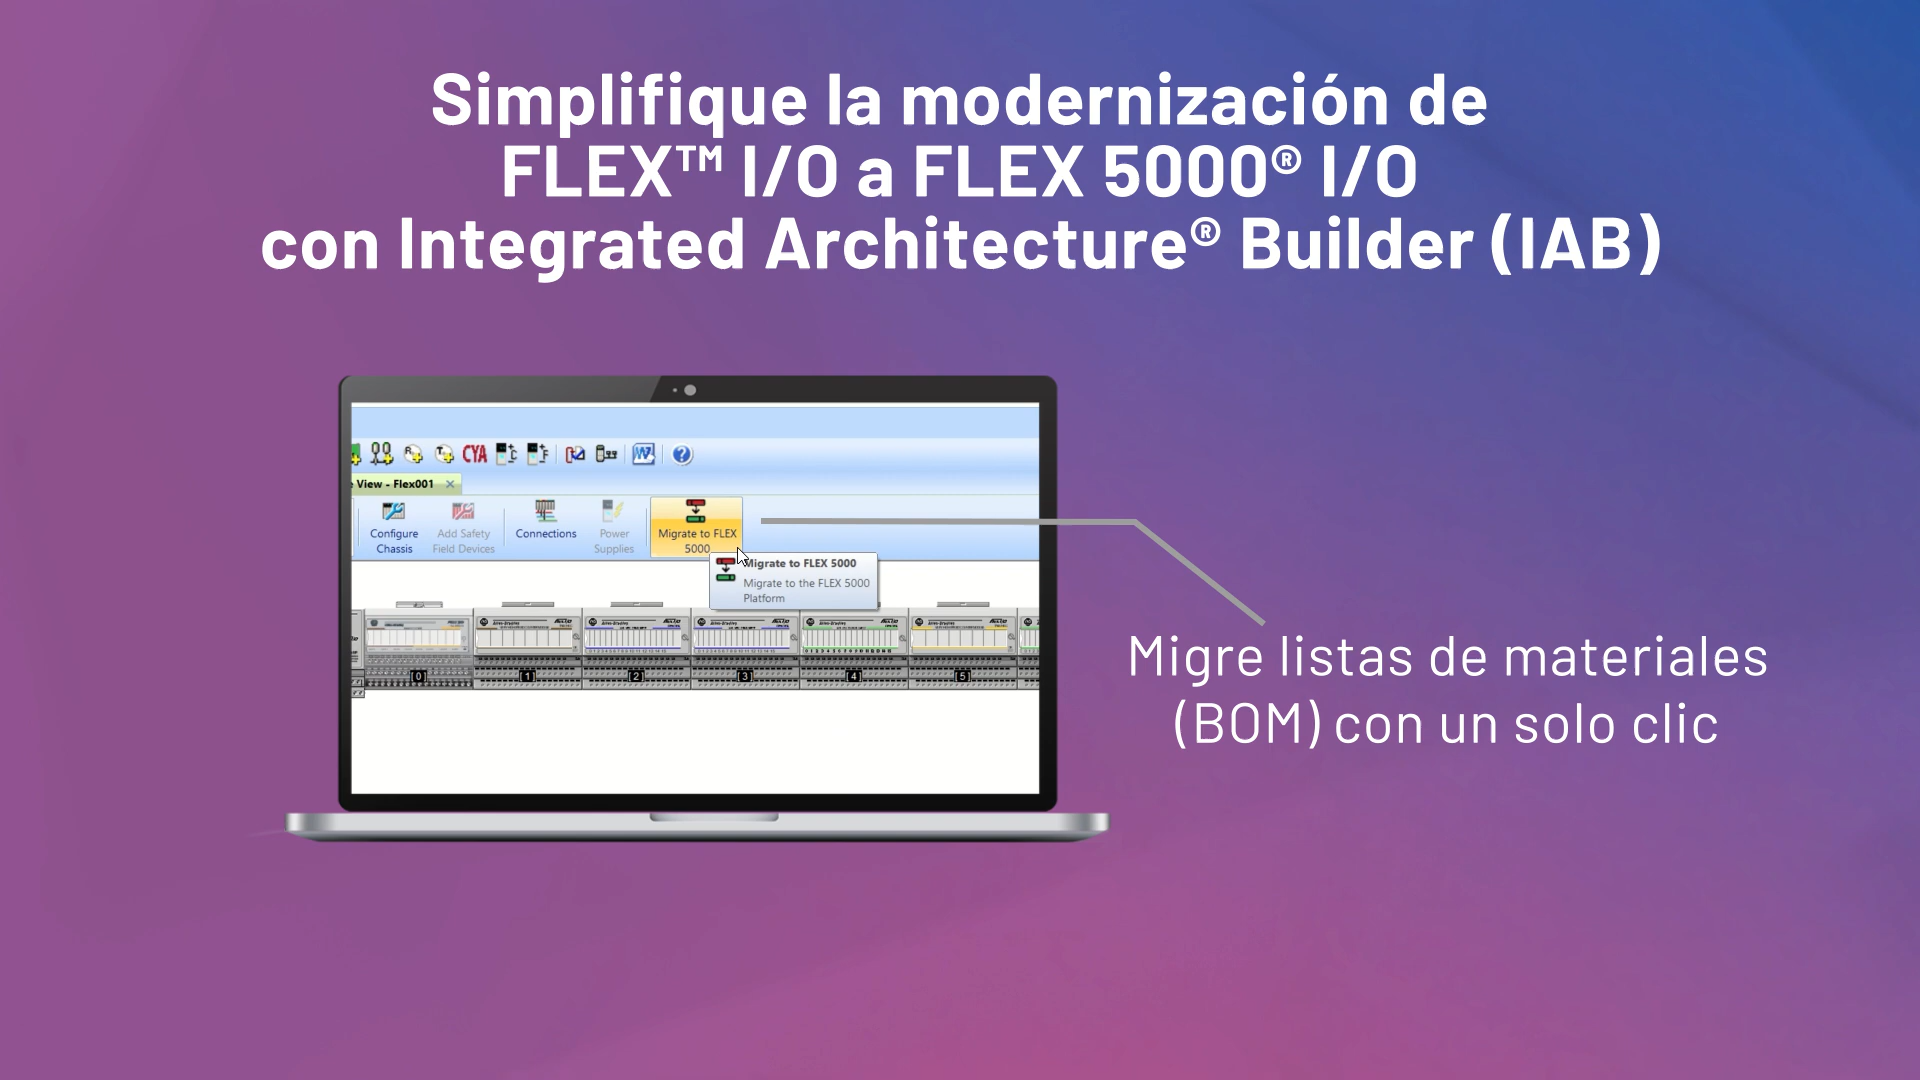 Simplifique la modernización de
FLEX™ I/O a FLEX 5000® I/O
con Integrated Architecture® Builder (IAB)
CYA
View - Flex001
Configure
Chassis
Add Safety
Field Devices
Connections
Power
Supplies
Migrate to FLEX
5000
Migrate to FLEX 5000
Migrate to the FLEX 5000
Platform
[0]
[1]
[2]
[3]
[4]
[5]
Migre listas de materiales
(BOM) con un solo clic